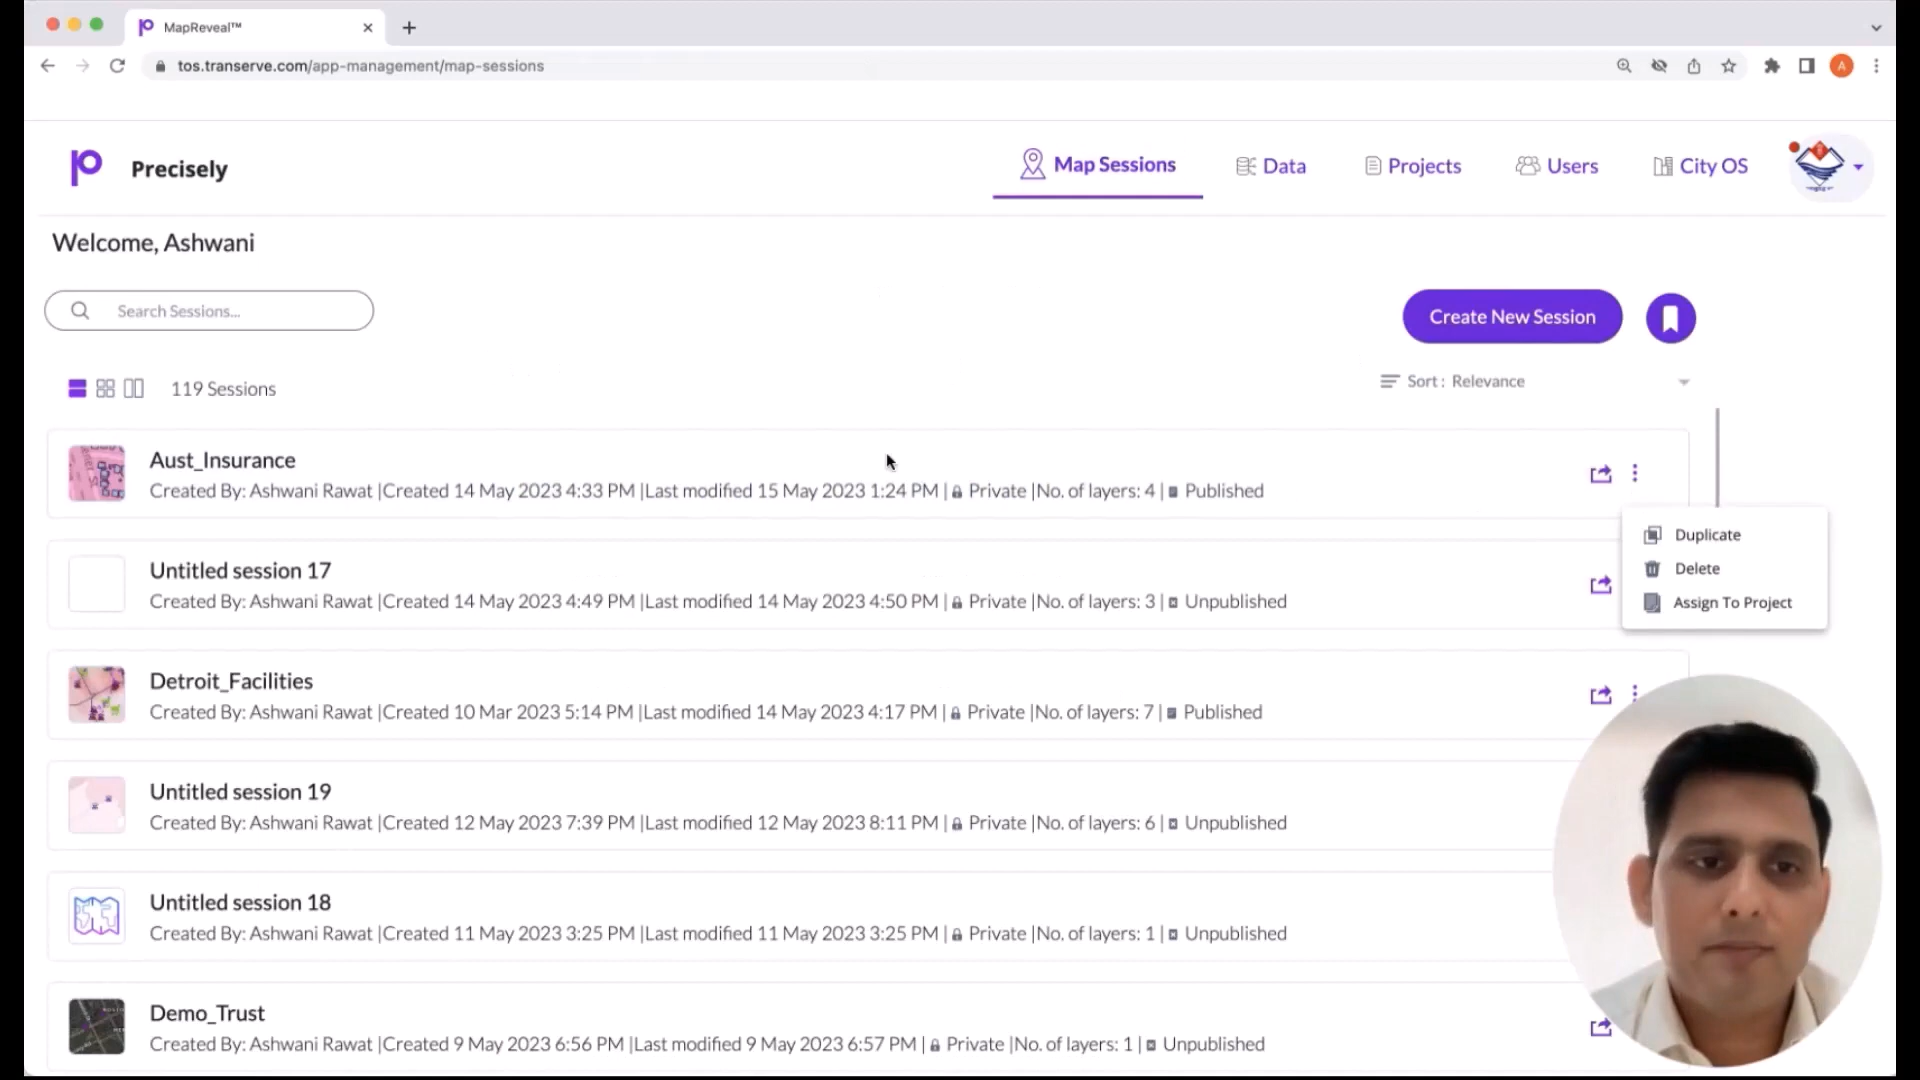 MapReveal™
tos.transerve.com/app-management/map-sessions
A
Precisely
Map Sessions
Data
Projects
Users
City OS
Welcome, Ashwani
Search Sessions...
Create New Session
119 Sessions
Sort : Relevance
Aust_Insurance
Created By: Ashwani Rawat |Created 14 May 2023 4:33 PM |Last modified 15 May 2023 1:24 PM | Private |No. of layers: 4 | Published
Duplicate
Delete
Assign To Project
Untitled session 17
Created By: Ashwani Rawat |Created 14 May 2023 4:49 PM |Last modified 14 May 2023 4:50 PM | Private |No. of layers: 3 | Unpublished
Detroit_Facilities
Created By: Ashwani Rawat |Created 10 Mar 2023 5:14 PM |Last modified 14 May 2023 4:17 PM | Private |No. of layers: 7 | Published
Untitled session 19
Created By: Ashwani Rawat |Created 12 May 2023 7:39 PM |Last modified 12 May 2023 8:11 PM | Private |No. of layers: 6 | Unpublished
Untitled session 18
Created By: Ashwani Rawat |Created 11 May 2023 3:25 PM |Last modified 11 May 2023 3:25 PM | Private |No. of layers: 1 | Unpublished
Demo_Trust
Created By: Ashwani Rawat |Created 9 May 2023 6:56 PM |Last modified 9 May 2023 6:57 PM | Private |No. of layers: 1 | Unpublished